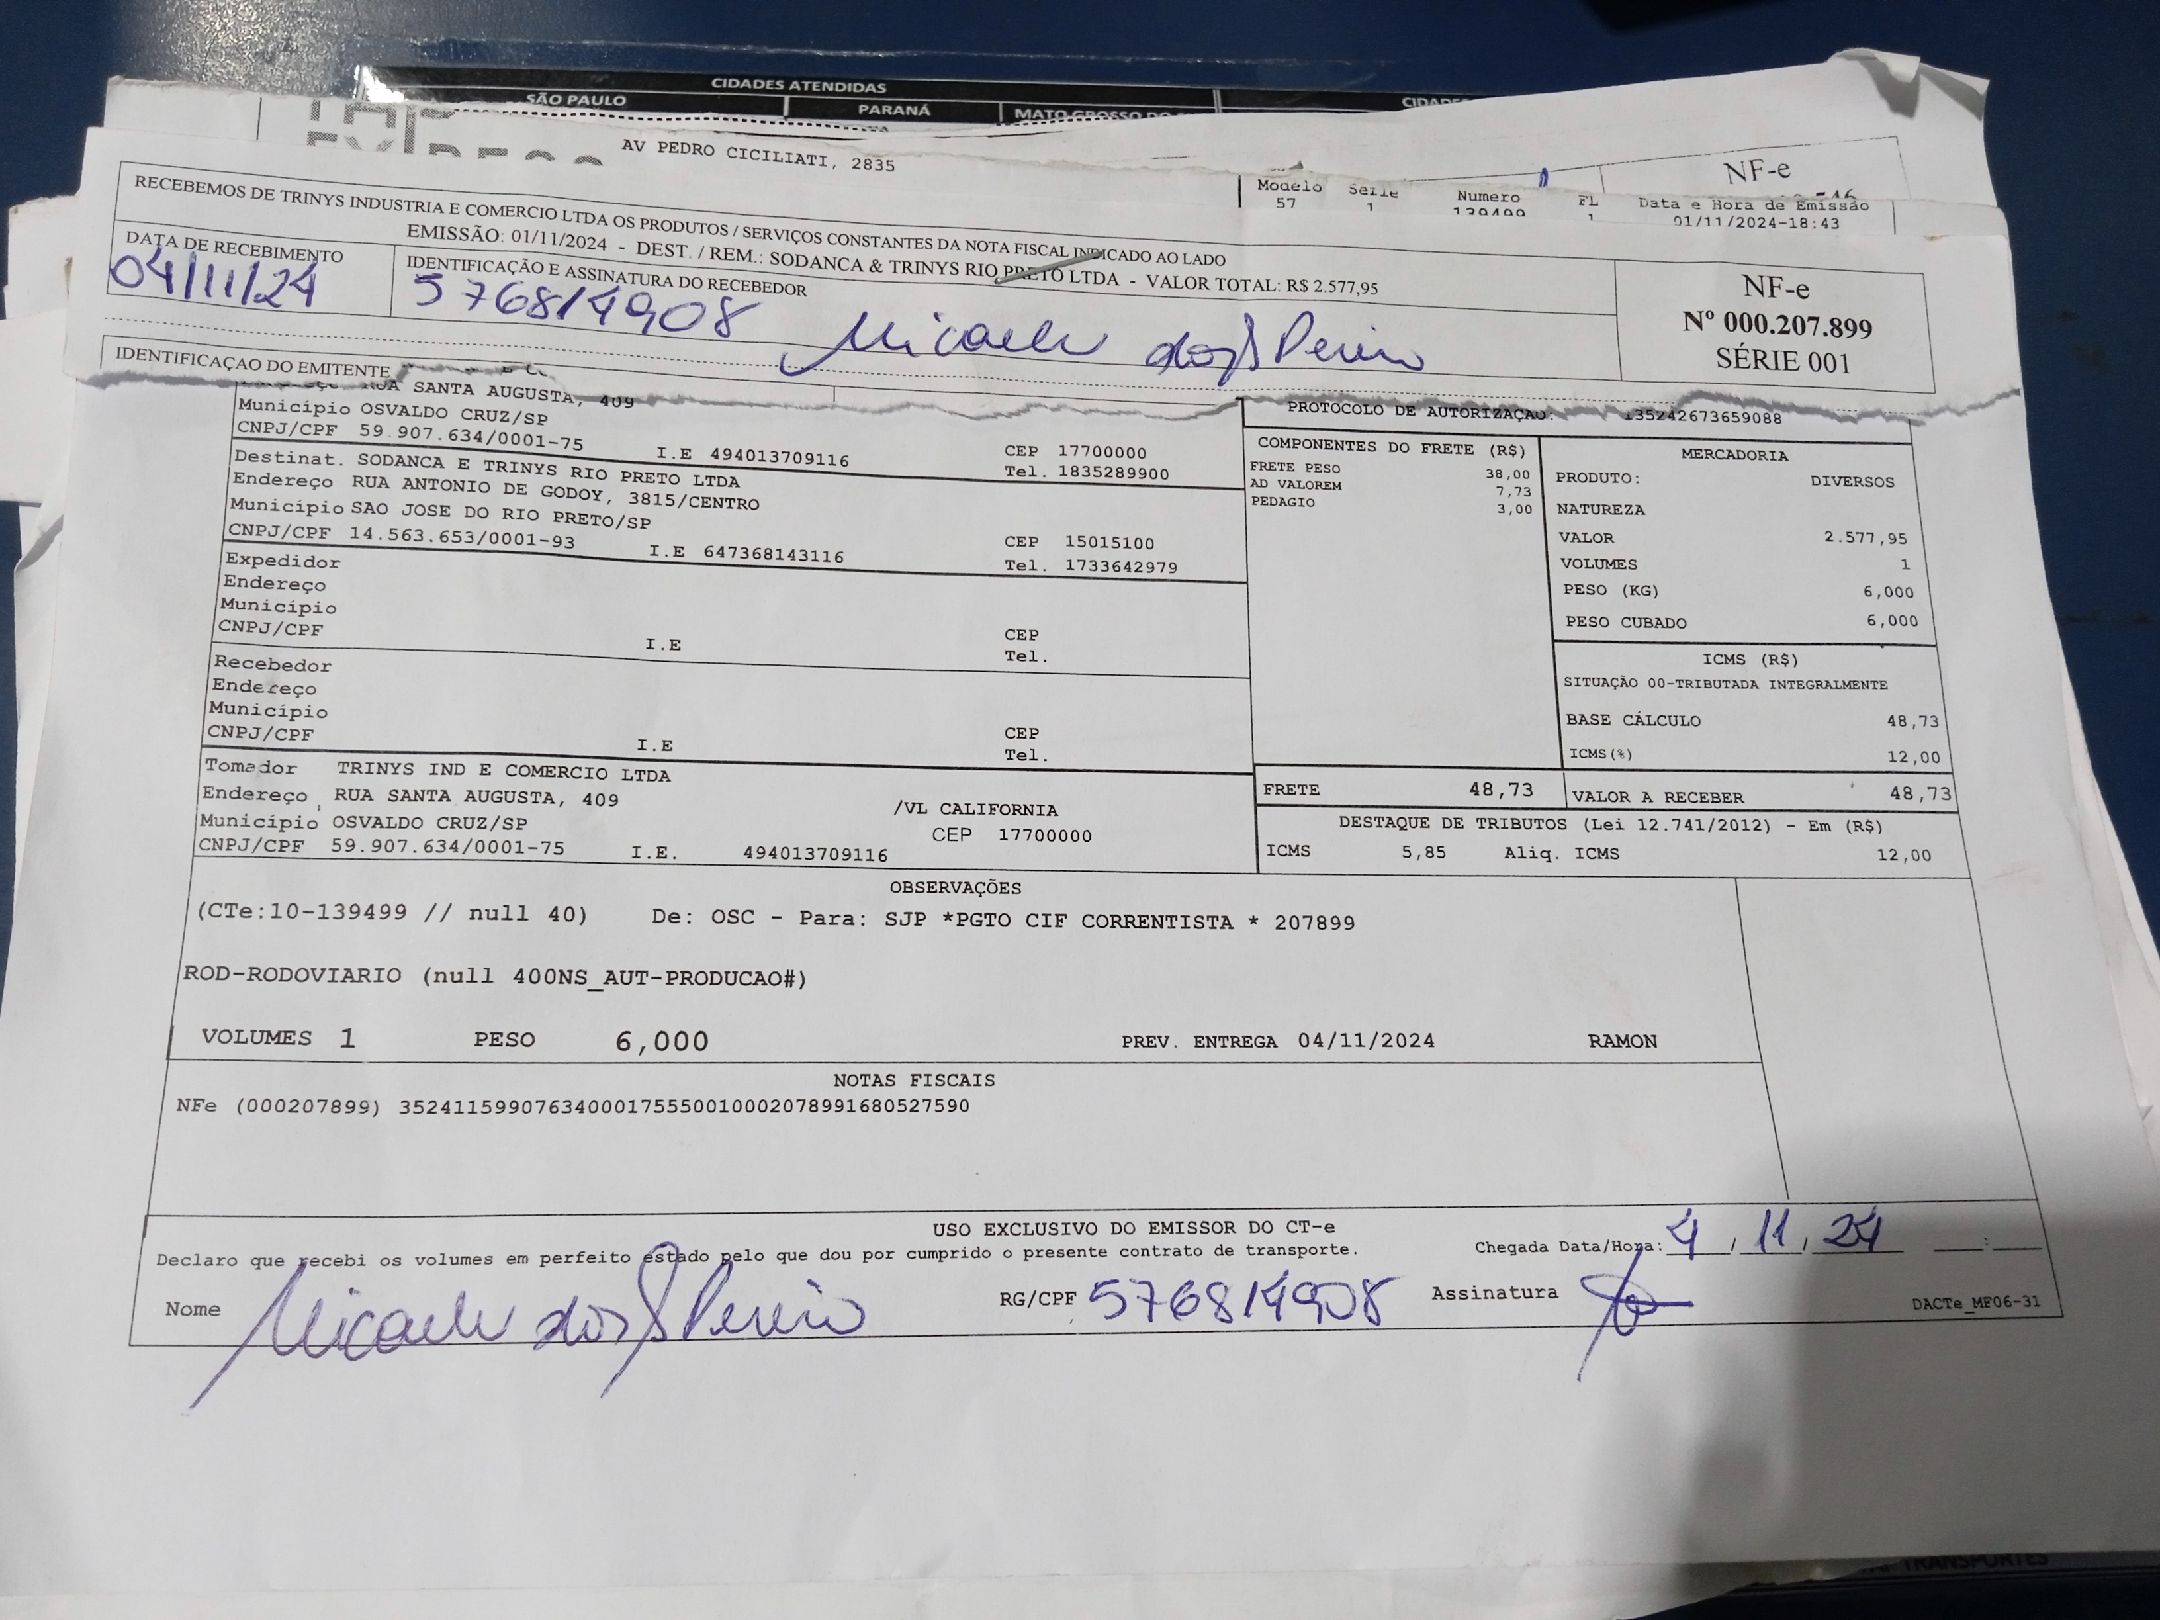 CIDADES ATENDIDAS
SÃO PAULO
PARANÁ
AV PEDRO CICILIATI, 2835
NF-e
Modelo Série Numero FL Data e Hora de Emissão
57 1 139499 1 01/11/2024-18:43
RECEBEMOS DE TRINYS INDUSTRIA E COMERCIO LTDA OS PRODUTOS / SERVIÇOS CONSTANTES DA NOTA FISCAL INDICADO AO LADO
EMISSÃO: 01/11/2024 - DEST. / REM.: SODANCA & TRINYS RIO PRETO LTDA - VALOR TOTAL: R$ 2.577,95
DATA DE RECEBIMENTO
04/11/24
IDENTIFICAÇÃO E ASSINATURA DO RECEBEDOR
576814908
NF-e
Nº 000.207.899
SÉRIE 001
IDENTIFICAÇAO DO EMITENTE
RUA SANTA AUGUSTA, 409
Município OSVALDO CRUZ/SP
CNPJ/CPF 59.907.634/0001-75 I.E 494013709116
CEP 17700000
Tel. 1835289900
Destinat. SODANCA E TRINYS RIO PRETO LTDA
Endereço RUA ANTONIO DE GODOY, 3815/CENTRO
Município SAO JOSE DO RIO PRETO/SP
CNPJ/CPF 14.563.653/0001-93 I.E 647368143116
CEP 15015100
Tel. 1733642979
Expedidor
Endereço
Município
CNPJ/CPF I.E
CEP
Tel.
Recebedor
Endereço
Município
CNPJ/CPF I.E
CEP
Tel.
Tomador TRINYS IND E COMERCIO LTDA
Endereço RUA SANTA AUGUSTA, 409 /VL CALIFORNIA
Município OSVALDO CRUZ/SP CEP 17700000
CNPJ/CPF 59.907.634/0001-75 I.E. 494013709116
PROTOCOLO DE AUTORIZAÇAO: 135242673659088
COMPONENTES DO FRETE (R$)
FRETE PESO 38,00
AD VALOREM 7,73
PEDAGIO 3,00
MERCADORIA
PRODUTO: DIVERSOS
NATUREZA
VALOR 2.577,95
VOLUMES 1
PESO (KG) 6,000
PESO CUBADO 6,000
ICMS (R$)
SITUAÇÃO 00-TRIBUTADA INTEGRALMENTE
BASE CÁLCULO 48,73
ICMS(%) 12,00
FRETE 48,73 VALOR A RECEBER 48,73
DESTAQUE DE TRIBUTOS (Lei 12.741/2012) - Em (R$)
ICMS 5,85 Aliq. ICMS 12,00
OBSERVAÇÕES
(CTe:10-139499 // null 40) De: OSC - Para: SJP *PGTO CIF CORRENTISTA * 207899
ROD-RODOVIARIO (null 400NS_AUT-PRODUCAO#)
VOLUMES 1 PESO 6,000 PREV. ENTREGA 04/11/2024 RAMON
NOTAS FISCAIS
NFe (000207899) 35241159907634000175550010002078991680527590
USO EXCLUSIVO DO EMISSOR DO CT-e
Declaro que recebi os volumes em perfeito estado pelo que dou por cumprido o presente contrato de transporte.
Chegada Data/Hora: 4, 11, 24 __:__
Nome
RG/CPF 576814908 Assinatura
DACTe_MF06-31